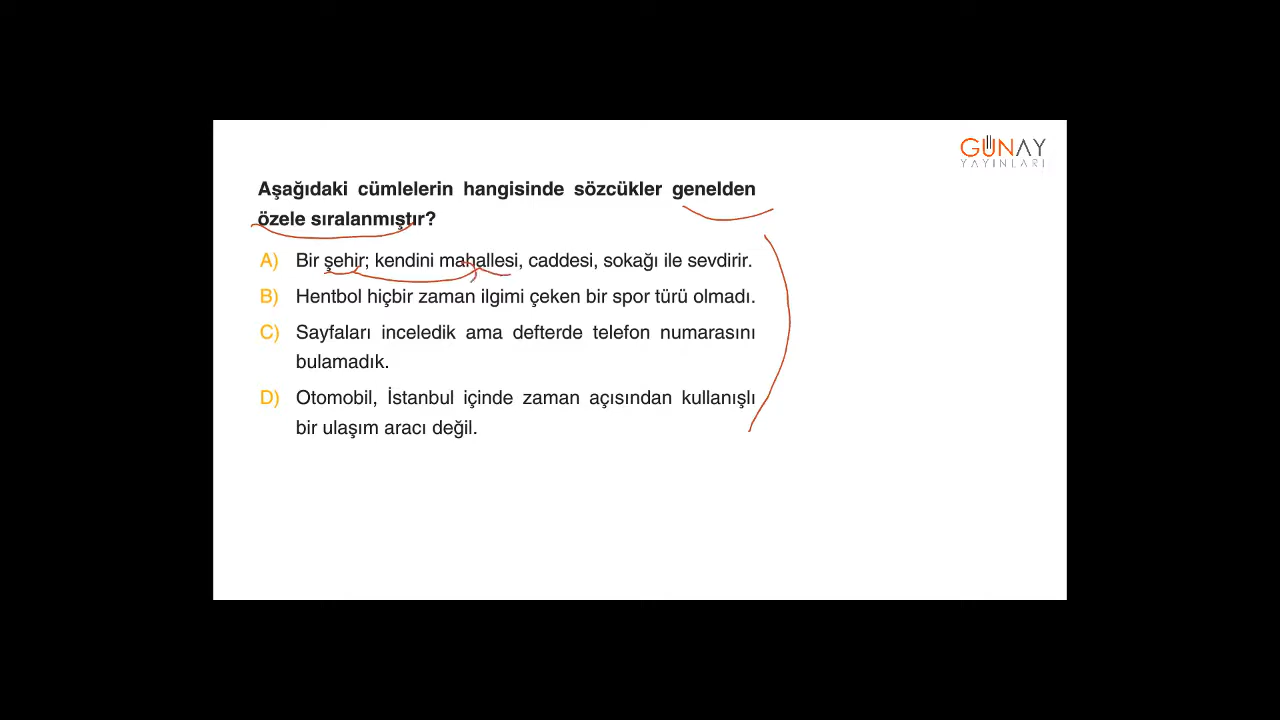 GÜNAY
YAYINLARI
Aşağıdaki cümlelerin hangisinde sözcükler genelden
özele sıralanmıştır?
A) Bir şehir; kendini mahallesi, caddesi, sokağı ile sevdirir.
B) Hentbol hiçbir zaman ilgimi çeken bir spor türü olmadı.
C) Sayfaları inceledik ama defterde telefon numarasını
bulamadık.
D) Otomobil, İstanbul içinde zaman açısından kullanışlı
bir ulaşım aracı değil.